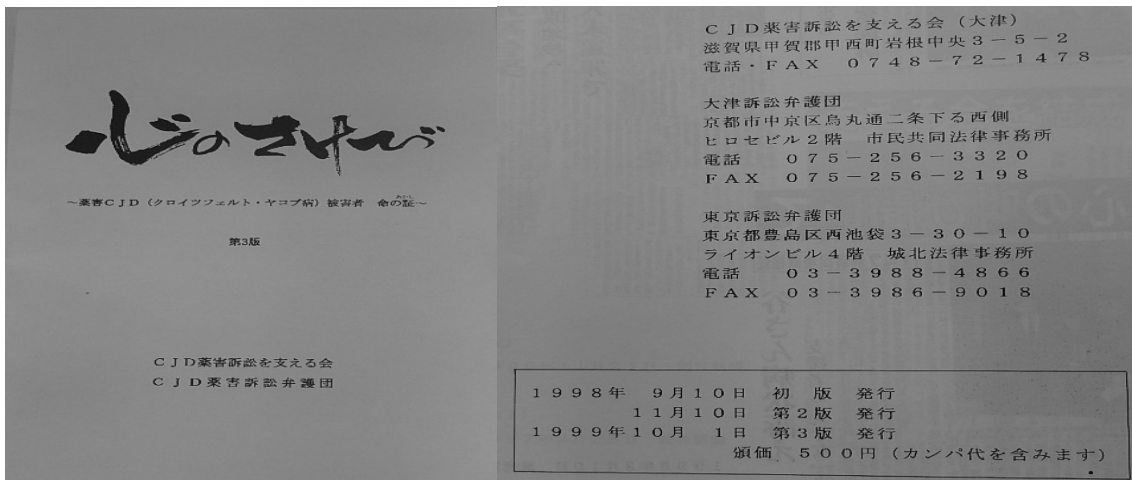 心のさけび
～薬害CJD（クロイツフェルト・ヤコブ病）被害者　命の証～
あかし
第3版
CJD薬害訴訟を支える会
CJD薬害訴訟弁護団
CJD薬害訴訟を支える会（大津）
滋賀県甲賀郡甲西町岩根中央3－5－2
電話・FAX　0748－72－1478
大津訴訟弁護団
京都市中京区烏丸通二条下る西側
ヒロセビル2階　市民共同法律事務所
電話　075－256－3320
FAX　075－256－2198
東京訴訟弁護団
東京都豊島区西池袋3－30－10
ライオンビル4階　城北法律事務所
電話　03－3988－4866
FAX　03－3986－9018
1998年　9月10日　初　版　発行
11月10日　第2版　発行
1999年10月　1日　第3版　発行
頒価　500円（カンパ代を含みます）